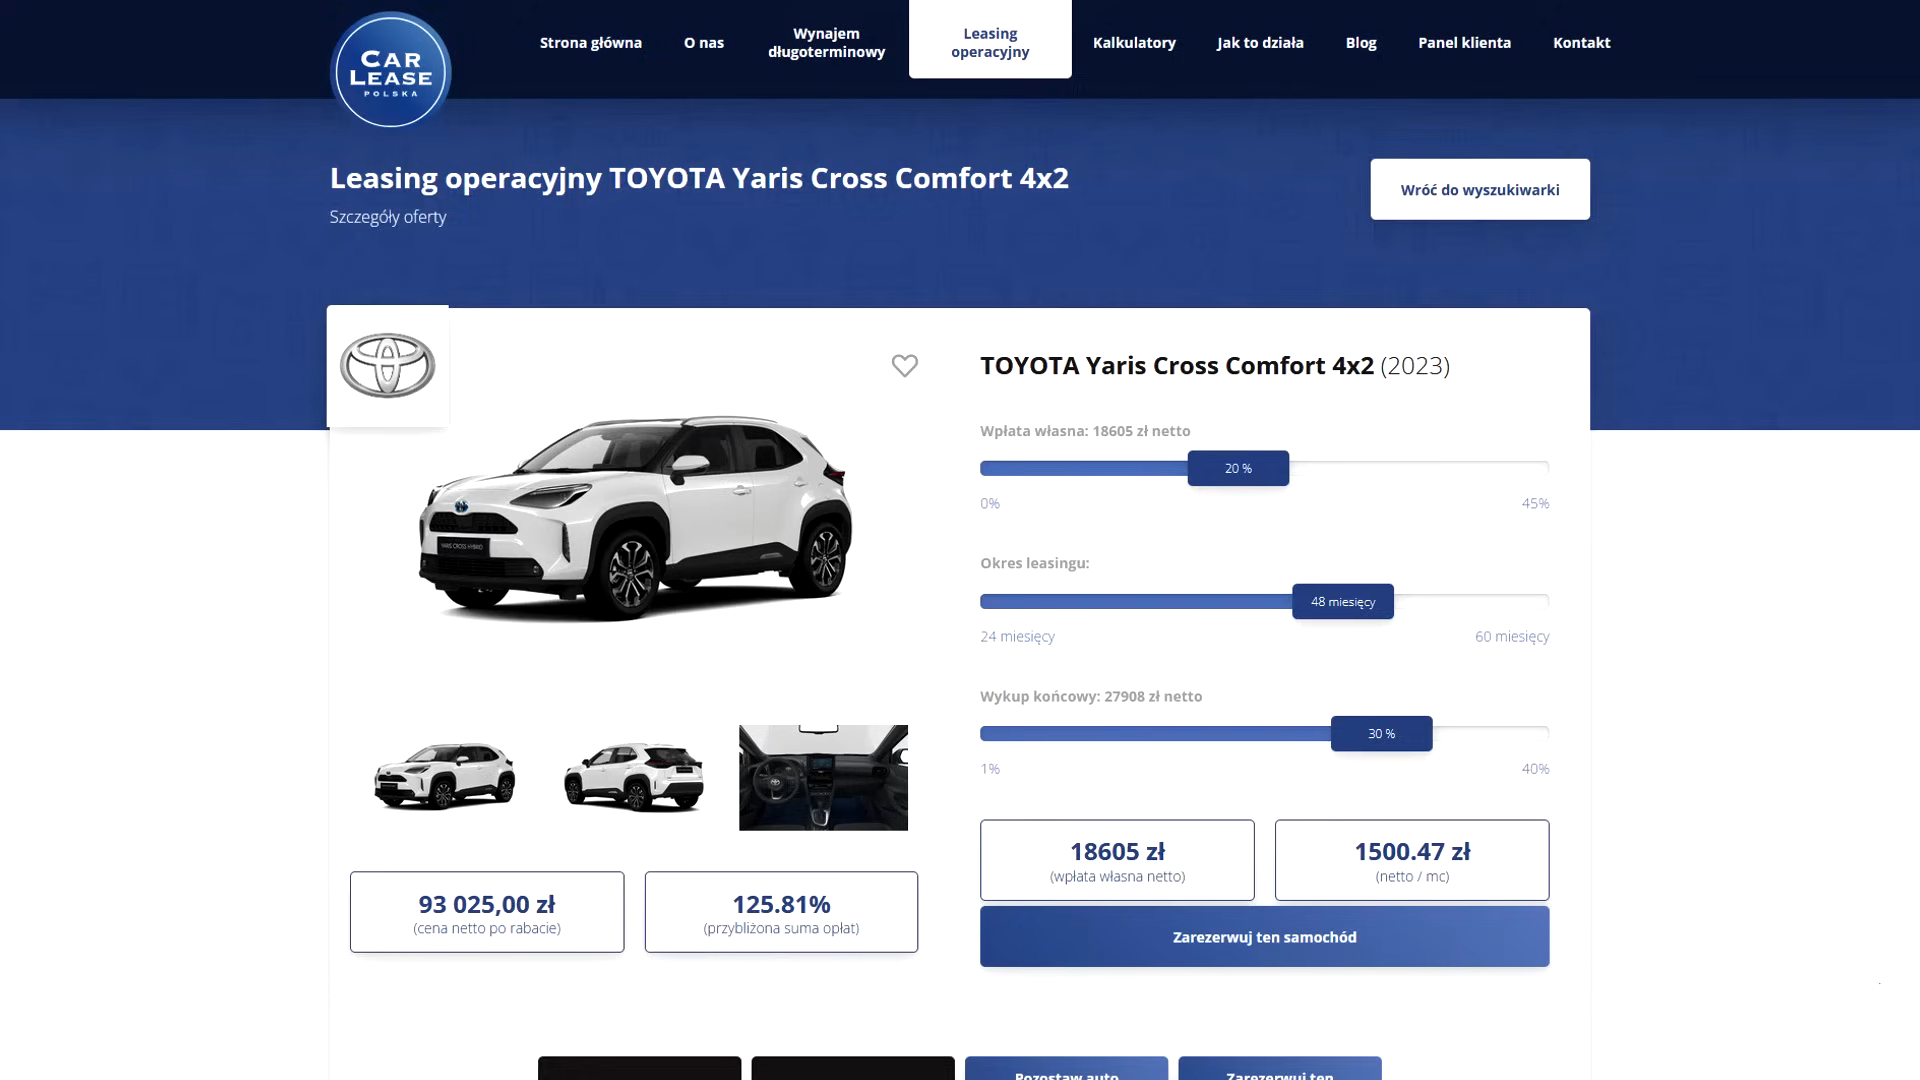 CAR
LEASE
POLSKA
Strona główna
O nas
Wynajem
długoterminowy
Leasing
operacyjny
Kalkulatory
Jak to działa
Blog
Panel klienta
Kontakt
Leasing operacyjny TOYOTA Yaris Cross Comfort 4x2
Szczegóły oferty
Wróć do wyszukiwarki
TOYOTA Yaris Cross Comfort 4x2 (2023)
YARIS CROSS HYBRID
Wpłata własna: 18605 zł netto
20 %
0%
45%
Okres leasingu:
48 miesięcy
24 miesięcy
60 miesięcy
Wykup końcowy: 27908 zł netto
30 %
1%
40%
18605 zł
(wpłata własna netto)
1500.47 zł
(netto / mc)
93 025,00 zł
(cena netto po rabacie)
125.81%
(przybliżona suma opłat)
Zarezerwuj ten samochód
Pozostaw auto
Zarezerwuj ten